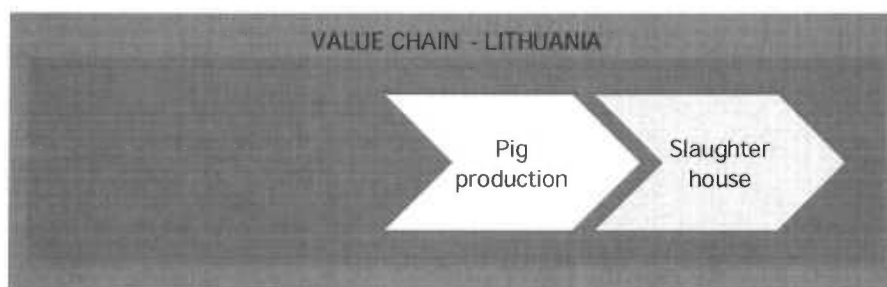 VALUE CHAIN - LITHUANIA
Pig
production
Slaughter
house